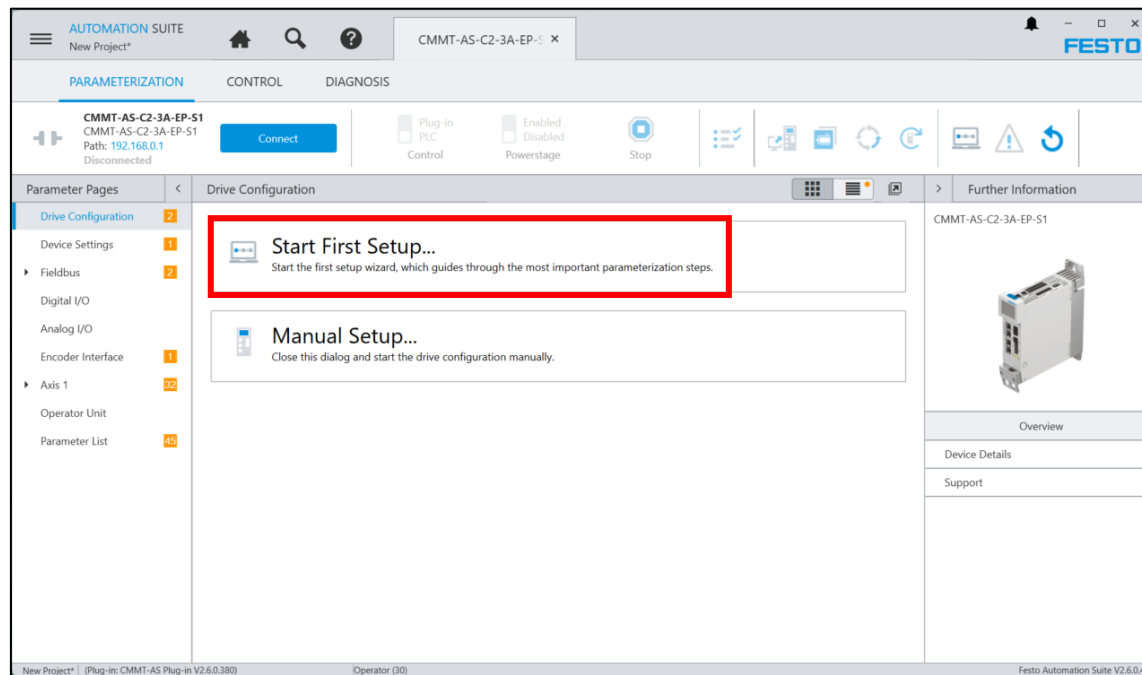 AUTOMATION SUITE
New Project*
CMMT-AS-C2-3A-EP-S
FESTO
PARAMETERIZATION
CONTROL
DIAGNOSIS
CMMT-AS-C2-3A-EP-S1
CMMT-AS-C2-3A-EP-S1
Path: 192.168.0.1
Disconnected
Connect
Plug-in
PLC
Control
Enabled
Disabled
Powerstage
Stop
Parameter Pages
Drive Configuration
Further Information
Drive Configuration 2
Device Settings 1
Fieldbus 2
Digital I/O
Analog I/O
Encoder Interface 1
Axis 1 32
Operator Unit
Parameter List 45
Start First Setup...
Start the first setup wizard, which guides through the most important parameterization steps.
Manual Setup...
Close this dialog and start the drive configuration manually.
CMMT-AS-C2-3A-EP-S1
Overview
Device Details
Support
New Project* (Plug-in: CMMT-AS Plug-in V2.6.0.380)
Operator (30)
Festo Automation Suite V2.6.0.4